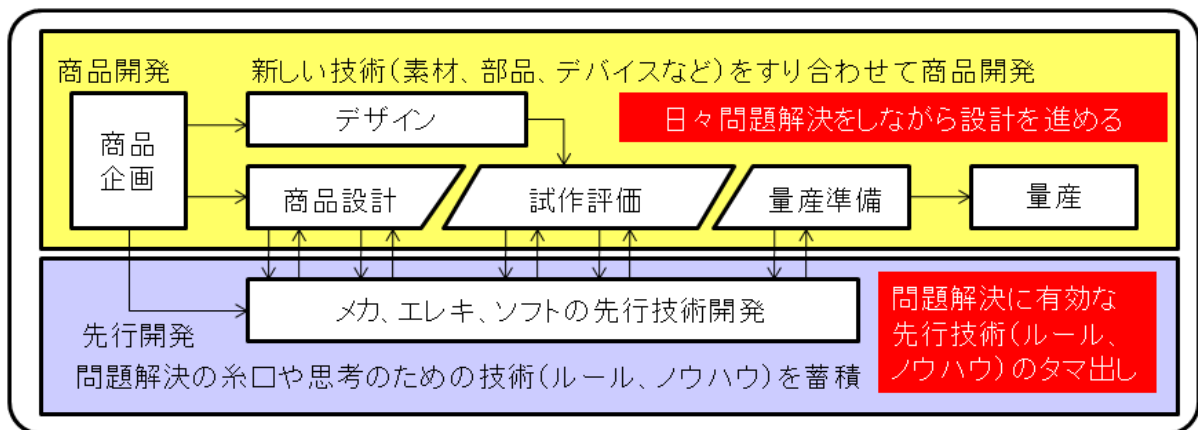 商品開発
新しい技術(素材、部品、デバイスなど)をすり合わせて商品開発
商品
企画
デザイン
日々問題解決をしながら設計を進める
商品設計
試作評価
量産準備
量産
メカ、エレキ、ソフトの先行技術開発
問題解決に有効な
先行技術(ルール、
ノウハウ)のタマ出し
先行開発
問題解決の糸口や思考のための技術(ルール、ノウハウ)を蓄積